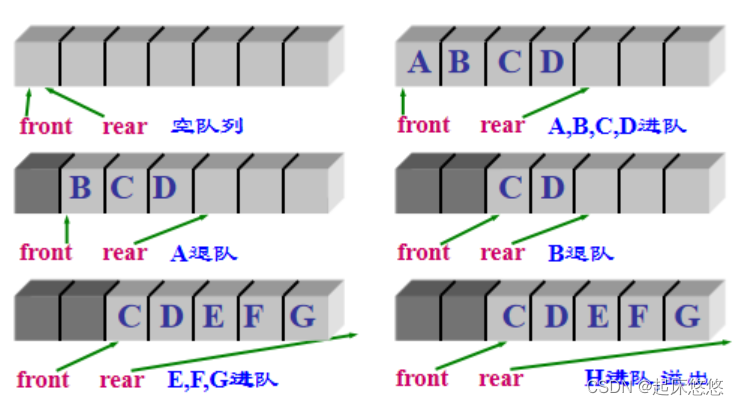 A B C D
front rear 空队列
front rear A,B,C,D进队
B C D
C D
front rear A退队
front rear B退队
C D E F G
C D E F G
front rear E,F,G进队
front rear H进队,溢出
CSDN @起床悠悠